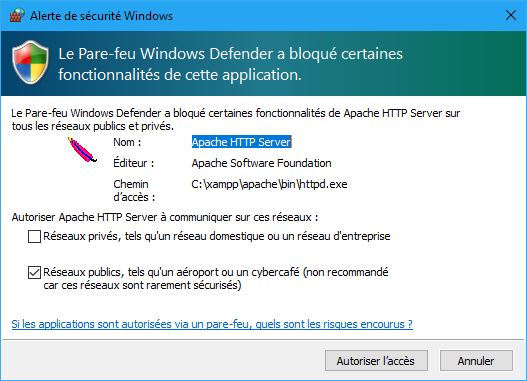 Alerte de sécurité Windows
Le Pare-feu Windows Defender a bloqué certaines
fonctionnalités de cette application.
Le Pare-feu Windows Defender a bloqué certaines fonctionnalités de Apache HTTP Server sur
tous les réseaux publics et privés.
Nom : Apache HTTP Server
Éditeur : Apache Software Foundation
Chemin C:\xampp\apache\bin\httpd.exe
d'accès :
Autoriser Apache HTTP Server à communiquer sur ces réseaux :
Réseaux privés, tels qu'un réseau domestique ou un réseau d'entreprise
Réseaux publics, tels qu'un aéroport ou un cybercafé (non recommandé
car ces réseaux sont rarement sécurisés)
Si les applications sont autorisées via un pare-feu, quels sont les risques encourus ?
Autoriser l'accès Annuler